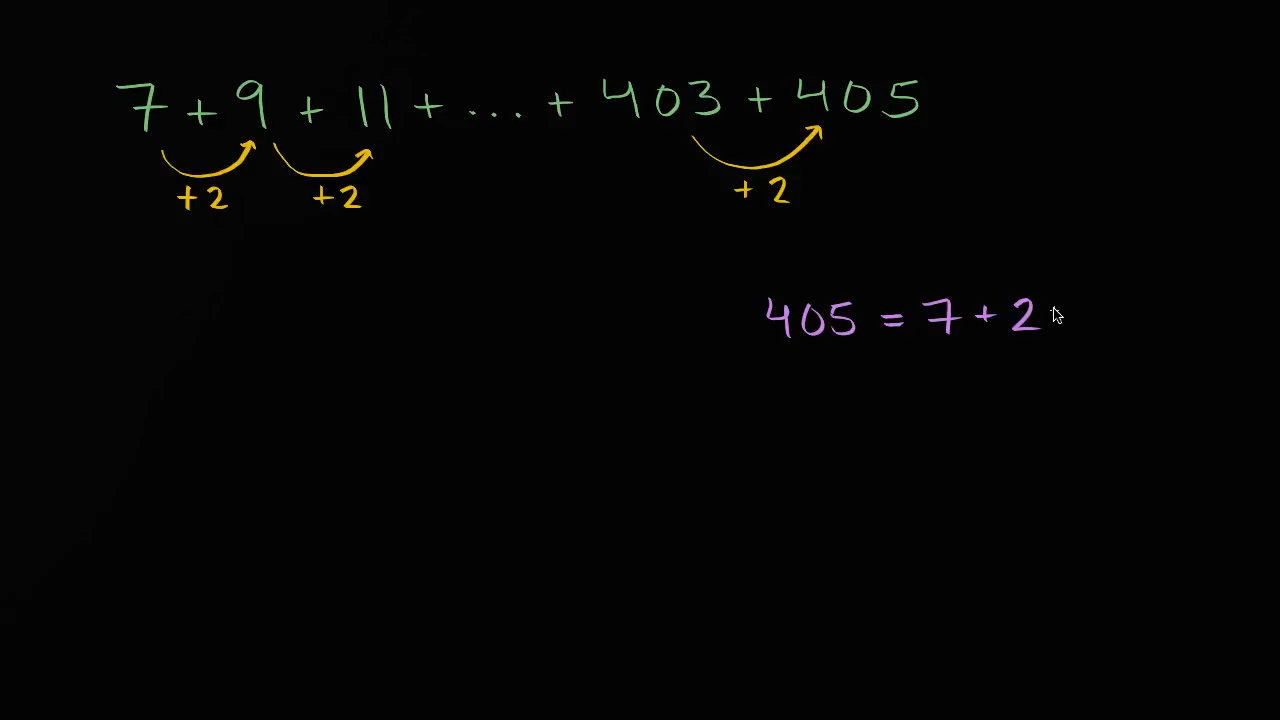 7 + 9 + 11 + ... + 403 + 405
+2 +2 + 2
405 = 7 + 2